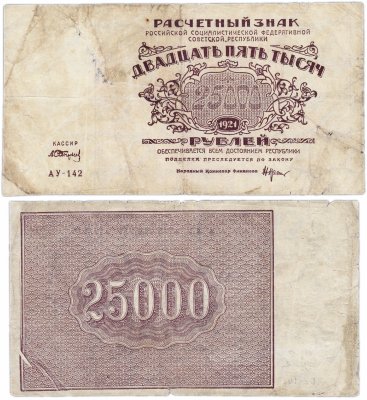 РАСЧЕТНЫЙ ЗНАК
РОССИЙСКОЙ СОЦИАЛИСТИЧЕСКОЙ ФЕДЕРАТИВНОЙ
СОВЕТСКОЙ РЕСПУБЛИКИ
ДВАДЦАТЬ ПЯТЬ ТЫСЯЧ
25000
1921
РУБЛЕЙ
ОБЕСПЕЧИВАЕТСЯ ВСЕМ ДОСТОЯНИЕМ РЕСПУБЛИКИ
ПОДДЕЛКА ПРЕСЛЕДУЕТСЯ ПО ЗАКОНУ
Народный Комиссар Финансов
КАССИР
АУ-142
25000